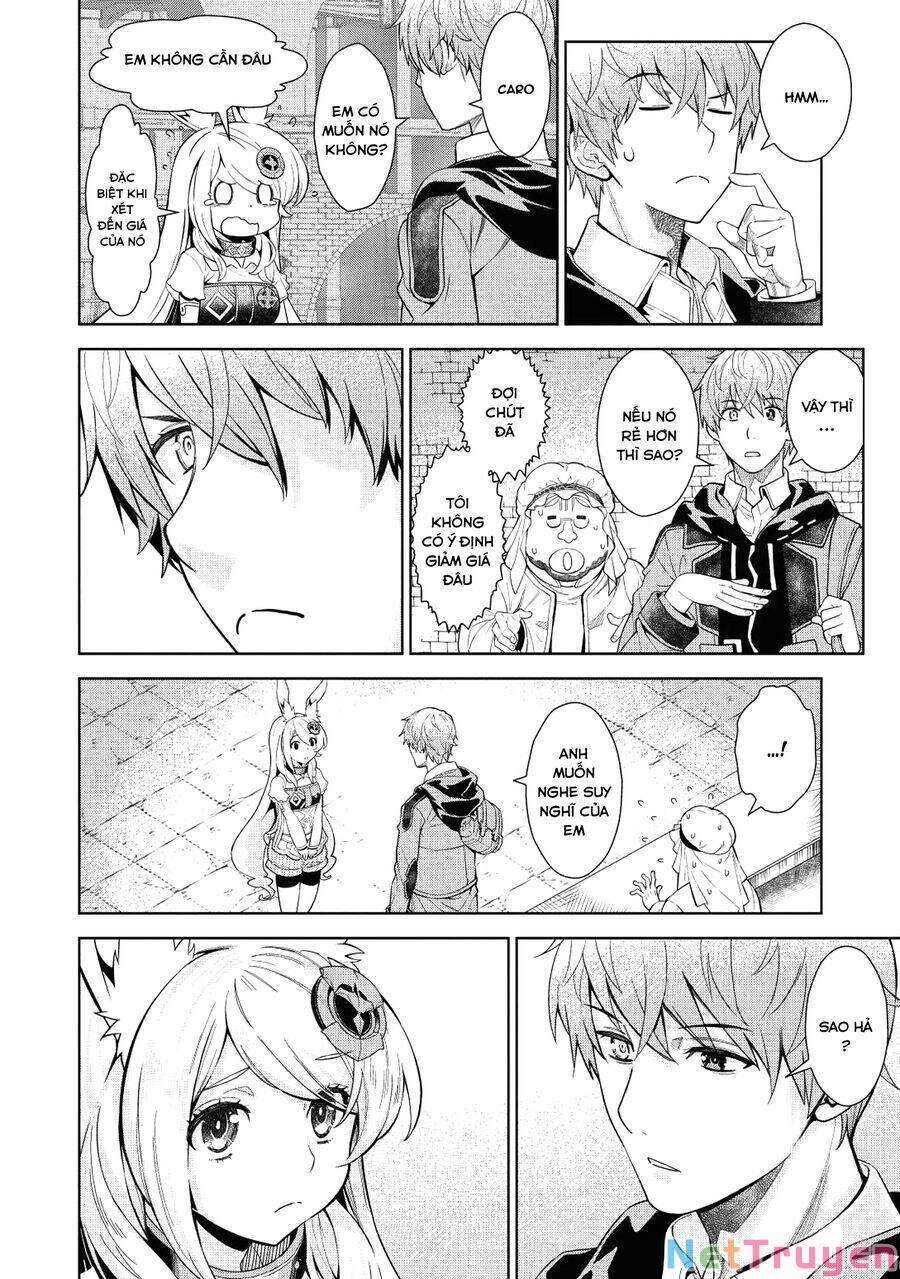 HMM...
CARO
EM CÓ
MUỐN NÓ
KHÔNG?
EM KHÔNG CẦN ĐÂU
ĐẶC
BIỆT KHI
XÉT
ĐẾN GIÁ
CỦA NÓ
VẬY THÌ
...
NẾU NÓ
RẺ HƠN
THÌ SAO?
ĐỢI
CHÚT
ĐÃ
TÔI
KHÔNG
CÓ Ý ĐỊNH
GIẢM GIÁ
ĐÂU
...!
ANH
MUỐN
NGHE SUY
NGHĨ CỦA
EM
SAO HẢ
?
NetTruyen